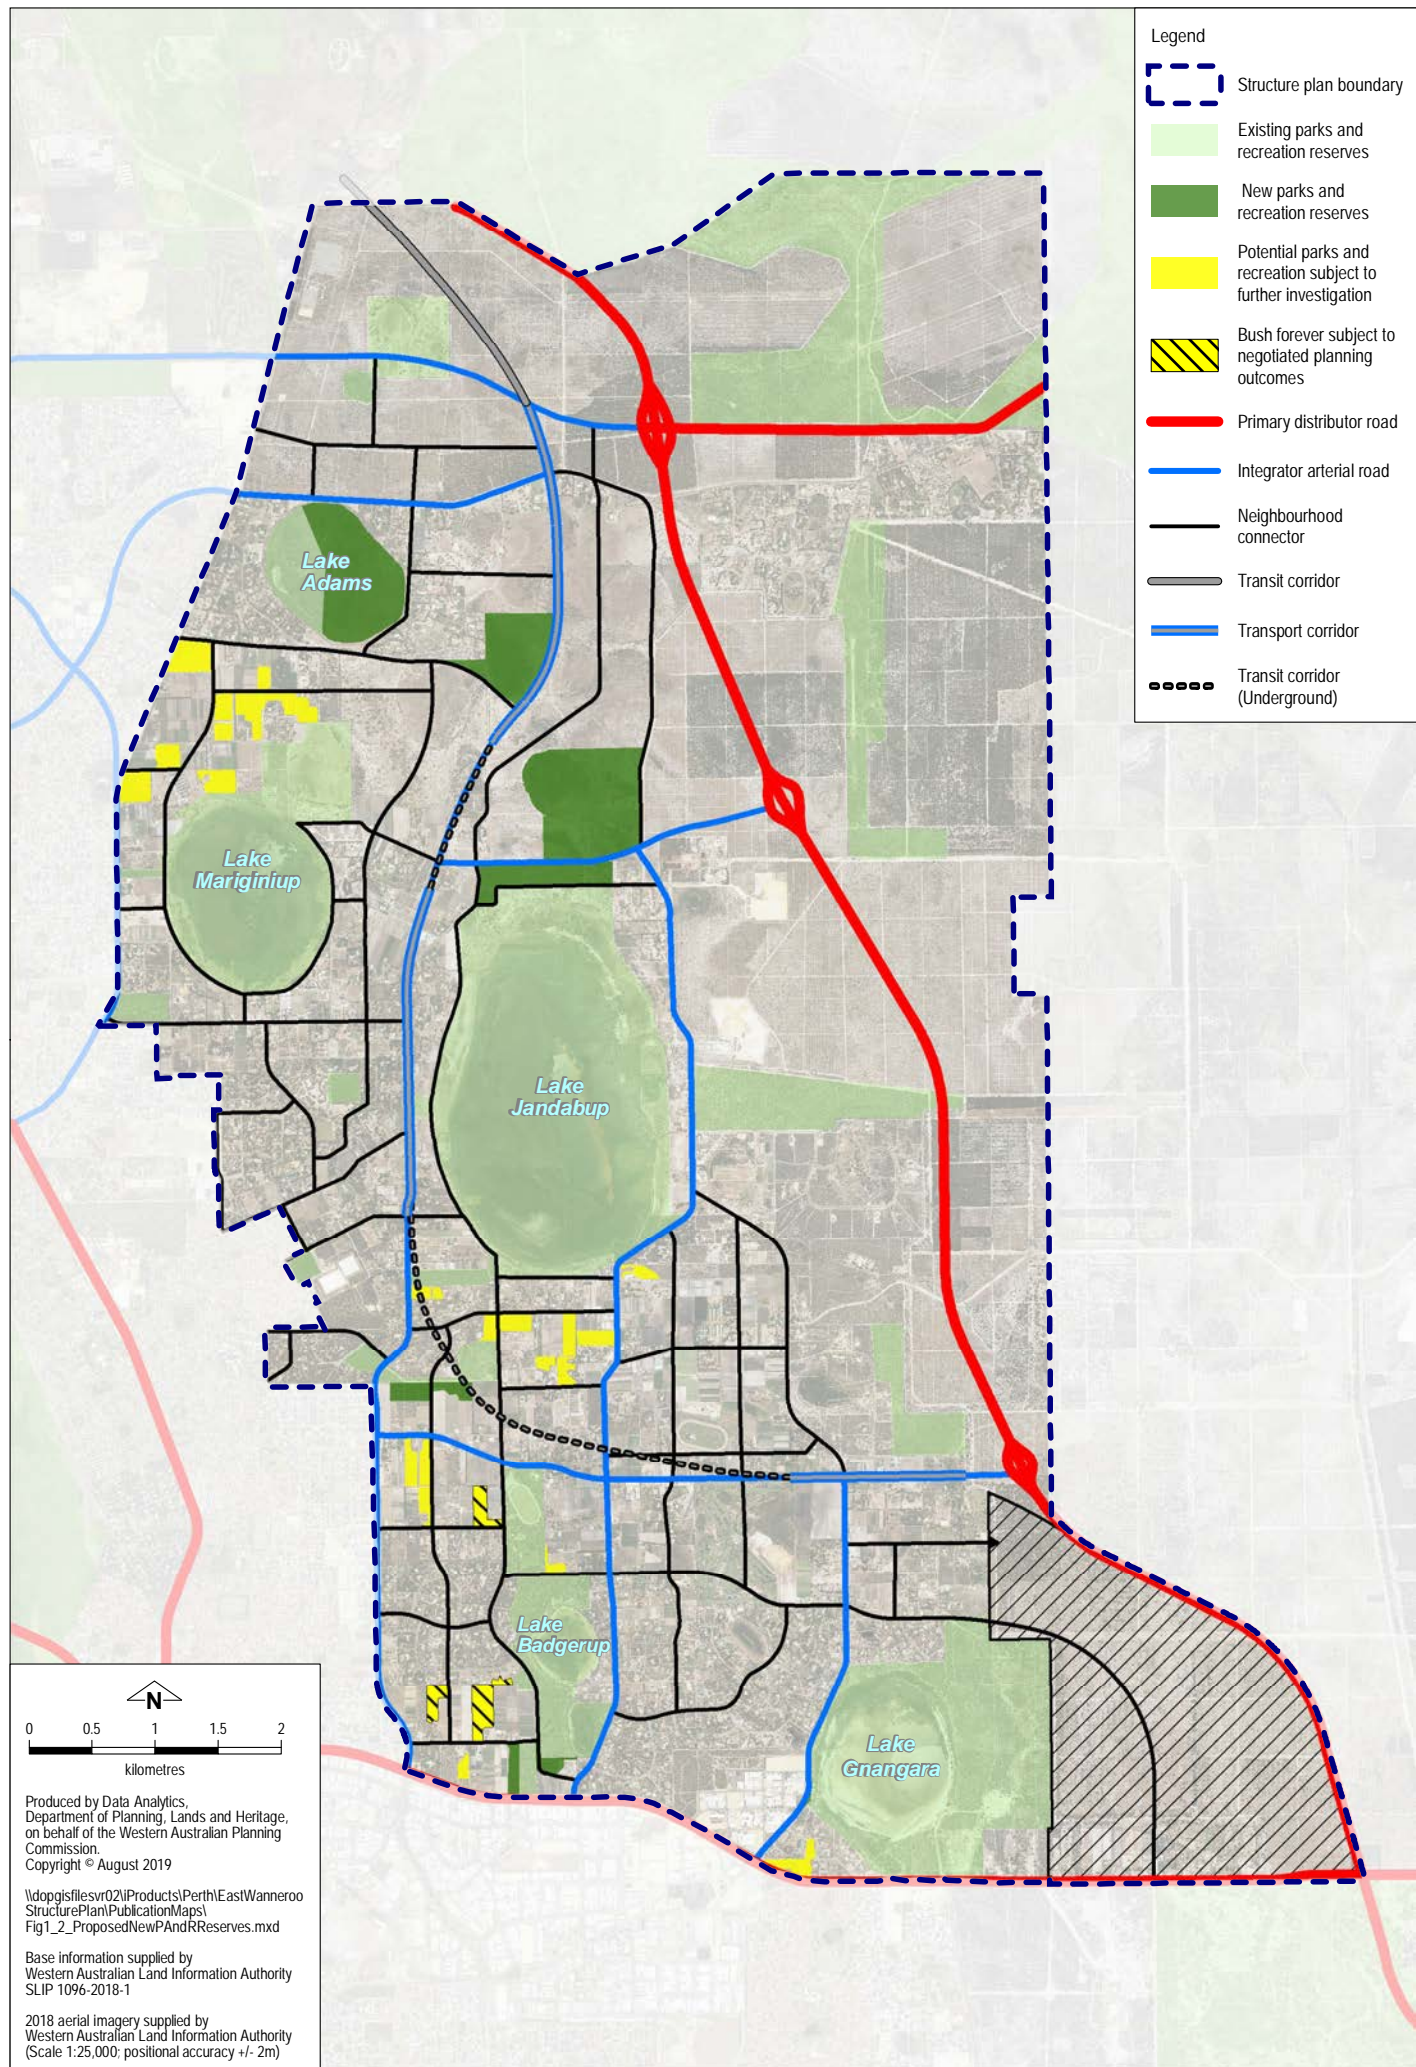 Legend
Structure plan boundary
Existing parks and
recreation reserves
New parks and
recreation reserves
Potential parks and
recreation subject to
further investigation
Bush forever subject to
negotiated planning
outcomes
Primary distributor road
Integrator arterial road
Neighbourhood
connector
Transit corridor
Transport corridor
Transit corridor
(Underground)
Lake
Adams
Lake
Mariginiup
Lake
Jandabup
Lake
Badgerup
Lake
Gnangara
N
0 0.5 1 1.5 2
kilometres
Produced by Data Analytics,
Department of Planning, Lands and Heritage,
on behalf of the Western Australian Planning
Commission.
Copyright © August 2019
\\dopgisfilesvr02\iProducts\Perth\EastWanneroo
StructurePlan\PublicationMaps\
Fig1_2_ProposedNewPAndRReserves.mxd
Base information supplied by
Western Australian Land Information Authority
SLIP 1096-2018-1
2018 aerial imagery supplied by
Western Australian Land Information Authority
(Scale 1:25,000; positional accuracy +/- 2m)